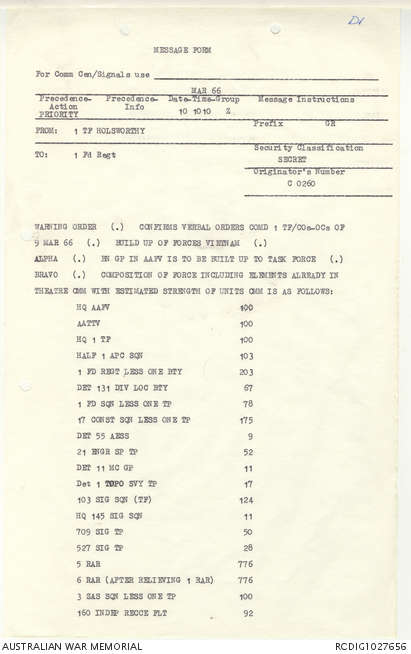 D1
MESSAGE FORM
For Comm Cen/Signals use
MAR 66
Precedence- Precedence- Date-Time-Group Message Instructions
Action Info
PRIORITY 10 1010 Z
FROM: 1 TF HOLSWORTHY Prefix GR
TO: 1 Fd Regt Security Classification
SECRET
Originator's Number
C 0260
WARNING ORDER (.) CONFIRMS VERBAL ORDERS COMD 1 TF/COs-OCs OF
9 MAR 66 (.) BUILD UP OF FORCES VIETNAM (.)
ALPHA (.) BN GP IN AAFV IS TO BE BUILT UP TO TASK FORCE (.)
BRAVO (.) COMPOSITION OF FORCE INCLUDING ELEMENTS ALREADY IN
THEATRE CMM WITH ESTIMATED STRENGTH OF UNITS CMM IS AS FOLLOWS:
HQ AAFV 100
AATTV 100
HQ 1 TF 100
HALF 1 APC SQN 103
1 FD REGT LESS ONE BTY 203
DET 131 DIV LOC BTY 67
1 FD SQN LESS ONE TP 78
17 CONST SQN LESS ONE TP 175
DET 55 AESS 9
21 ENGR SP TP 52
DET 11 MC GP 11
Det 1 TOPO SVY TP 17
103 SIG SQN (TF) 124
HQ 145 SIG SQN 11
709 SIG TP 50
527 SIG TP 28
5 RAR 776
6 RAR (AFTER RELIEVING 1 RAR) 776
3 SAS SQN LESS ONE TP 100
160 INDEP RECCE FLT 92
AUSTRALIAN WAR MEMORIAL RCDIG1027656